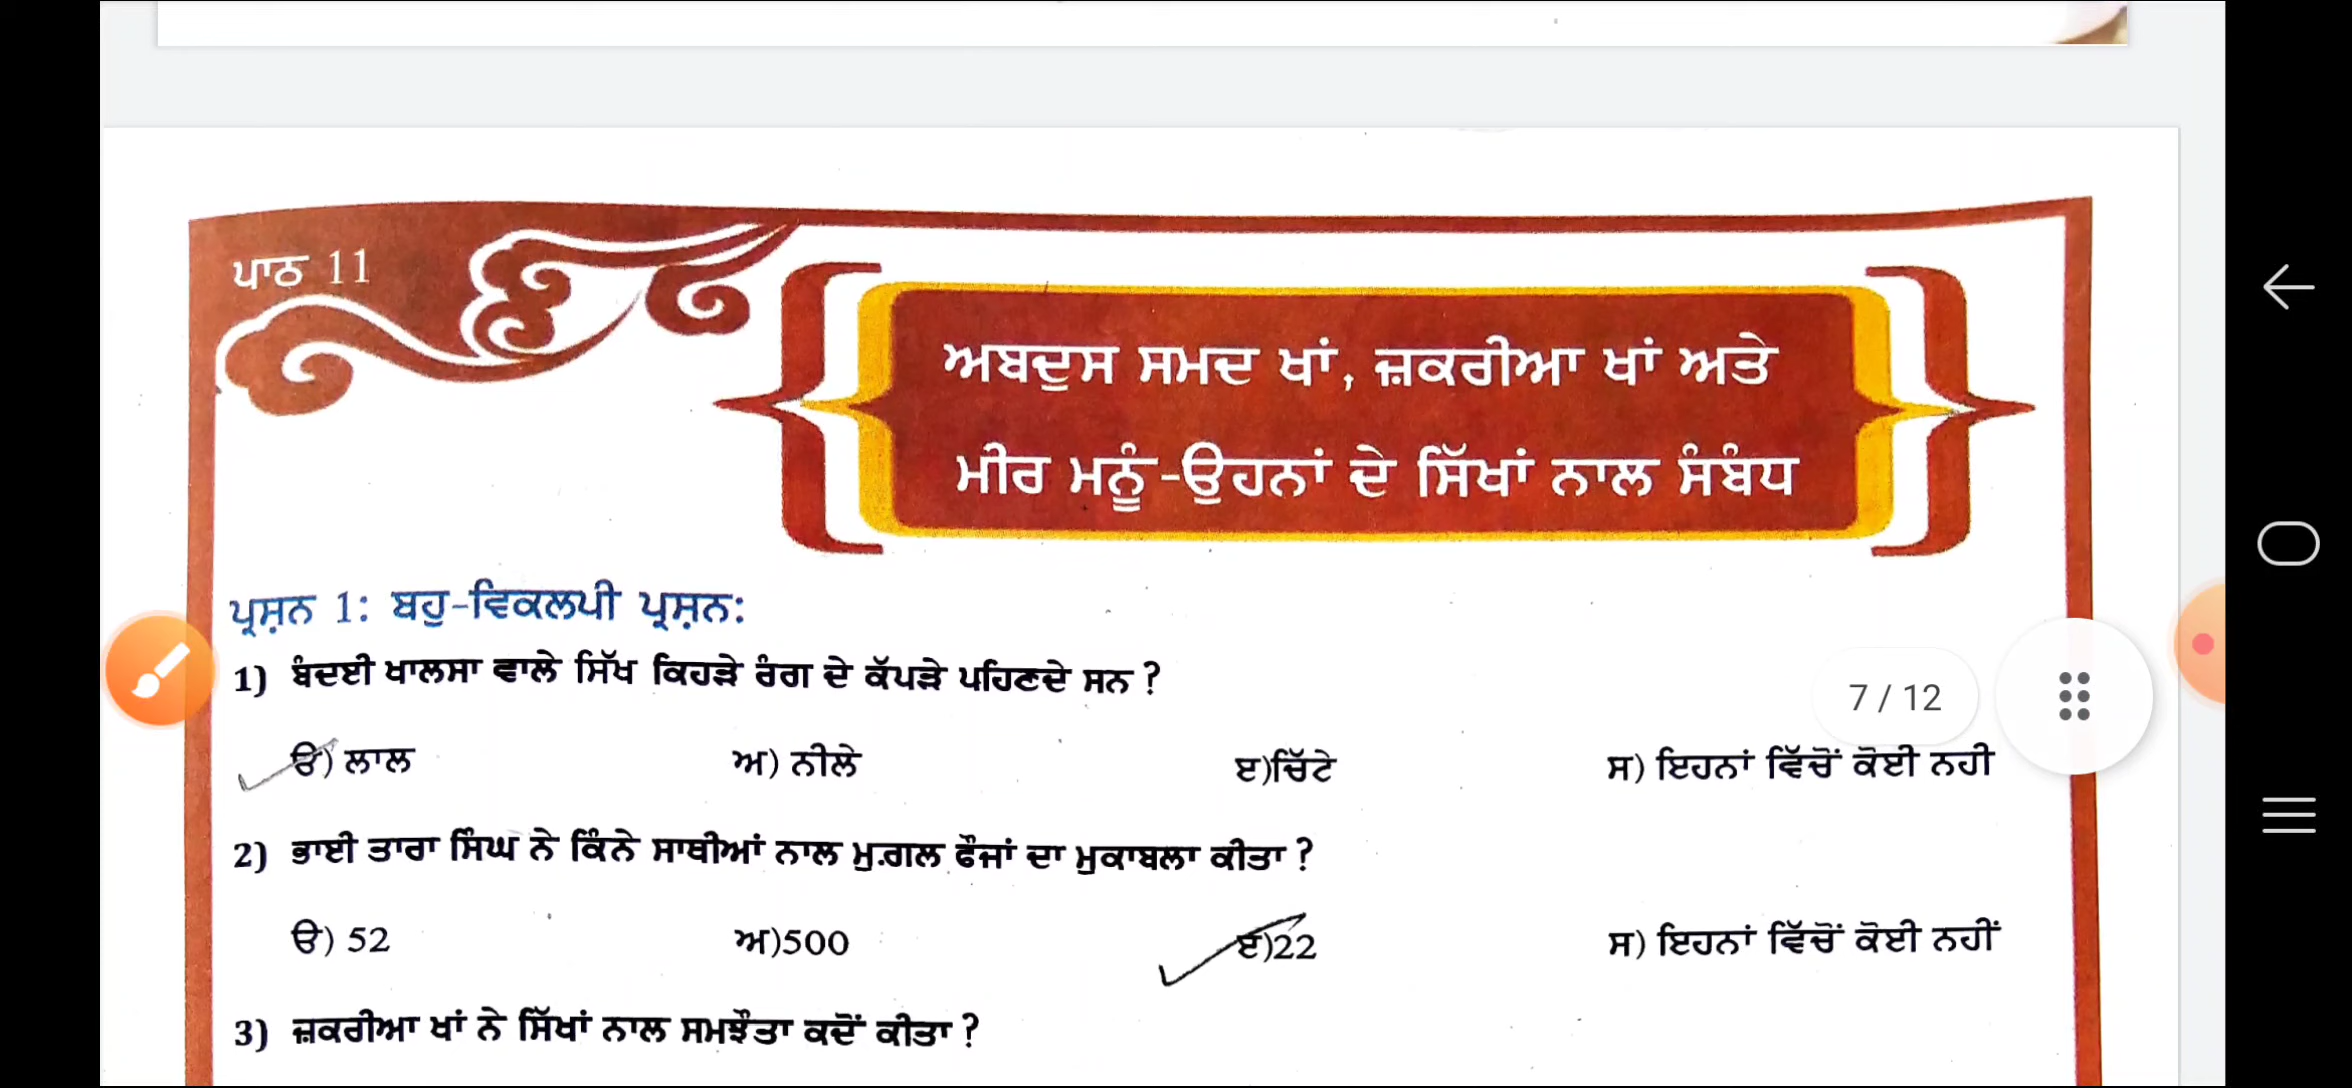 ਪਾਠ 11
ਅਬਦੁਸ ਸਮਦ ਖਾਂ, ਜ਼ਕਰੀਆ ਖਾਂ ਅਤੇ
ਮੀਰ ਮਨੂੰ-ਉਹਨਾਂ ਦੇ ਸਿੱਖਾਂ ਨਾਲ ਸੰਬੰਧ
ਪ੍ਰਸ਼ਨ 1: ਬਹੁ-ਵਿਕਲਪੀ ਪ੍ਰਸ਼ਨ:
1) ਬੰਦਈ ਖਾਲਸਾ ਵਾਲੇ ਸਿੱਖ ਕਿਹੜੇ ਰੰਗ ਦੇ ਕੱਪੜੇ ਪਹਿਣਦੇ ਸਨ ?
7 / 12
ੳ) ਲਾਲ ਅ) ਨੀਲੇ ੲ)ਚਿੱਟੇ ਸ) ਇਹਨਾਂ ਵਿੱਚੋਂ ਕੋਈ ਨਹੀ
2) ਭਾਈ ਤਾਰਾ ਸਿੰਘ ਨੇ ਕਿੰਨੇ ਸਾਥੀਆਂ ਨਾਲ ਮੁਗਲ ਫੌਜਾਂ ਦਾ ਮੁਕਾਬਲਾ ਕੀਤਾ ?
ੳ) 52 ਅ)500 ੲ)22 ਸ) ਇਹਨਾਂ ਵਿੱਚੋਂ ਕੋਈ ਨਹੀਂ
3) ਜ਼ਕਰੀਆ ਖਾਂ ਨੇ ਸਿੱਖਾਂ ਨਾਲ ਸਮਝੌਤਾ ਕਦੋਂ ਕੀਤਾ ?